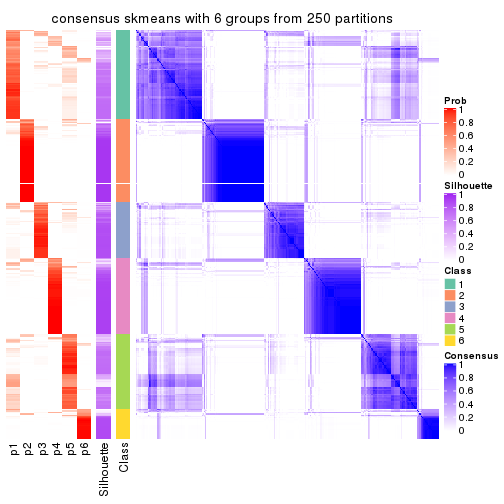 consensus skmeans with 6 groups from 250 partitions
Prob
1
0.8
0.6
0.4
0.2
0
Silhouette
1
0.8
0.6
0.4
0.2
0
Class
1
2
3
4
5
6
Consensus
1
0.8
0.6
0.4
0.2
0
p1
p2
p3
p4
p5
p6
Silhouette
Class